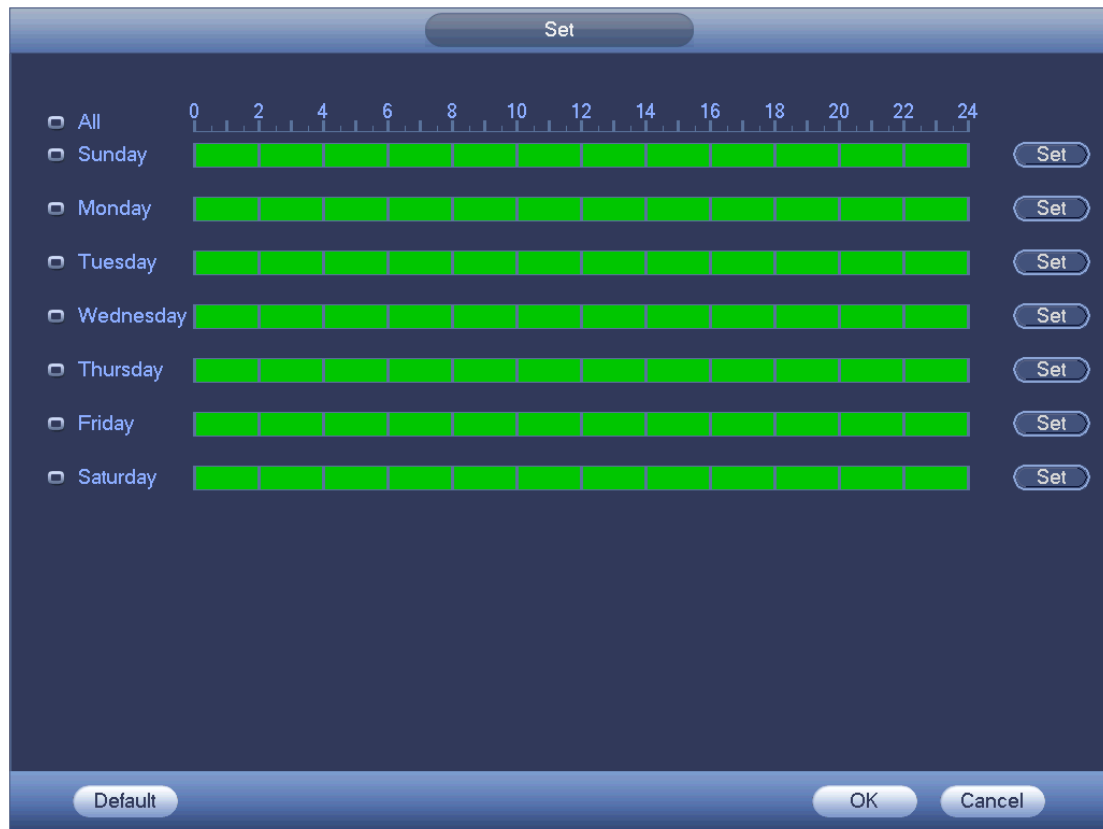 Set
0 2 4 6 8 10 12 14 16 18 20 22 24
All
Sunday Set
Monday Set
Tuesday Set
Wednesday Set
Thursday Set
Friday Set
Saturday Set
Default OK Cancel